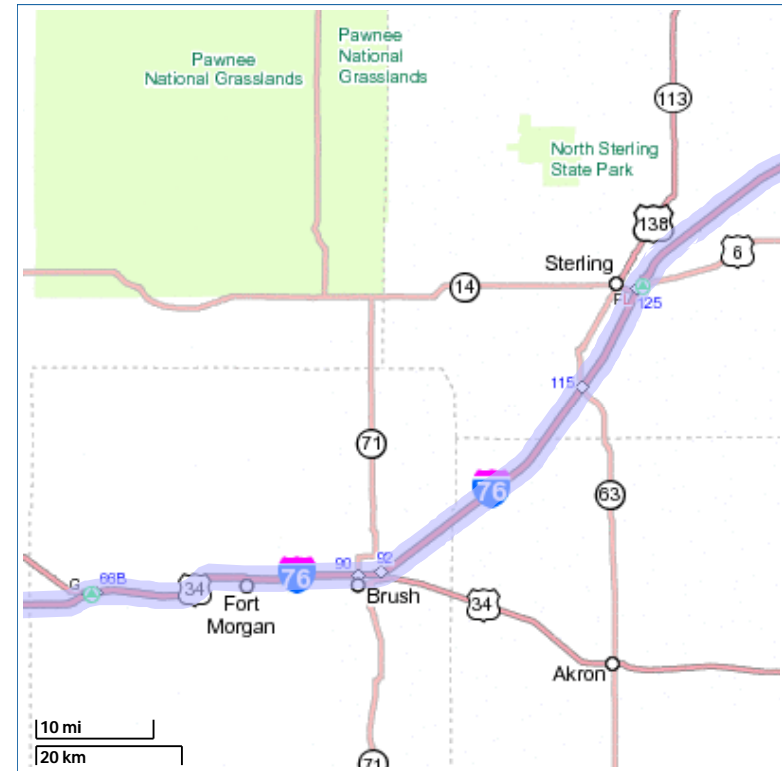 Pawnee
National Grasslands
Pawnee
National
Grasslands
113
North Sterling
State Park
138
6
Sterling
14
125
115
71
76
63
90
92
66B
G
34
76
Fort
Morgan
Brush
34
Akron
10 mi
20 km
71